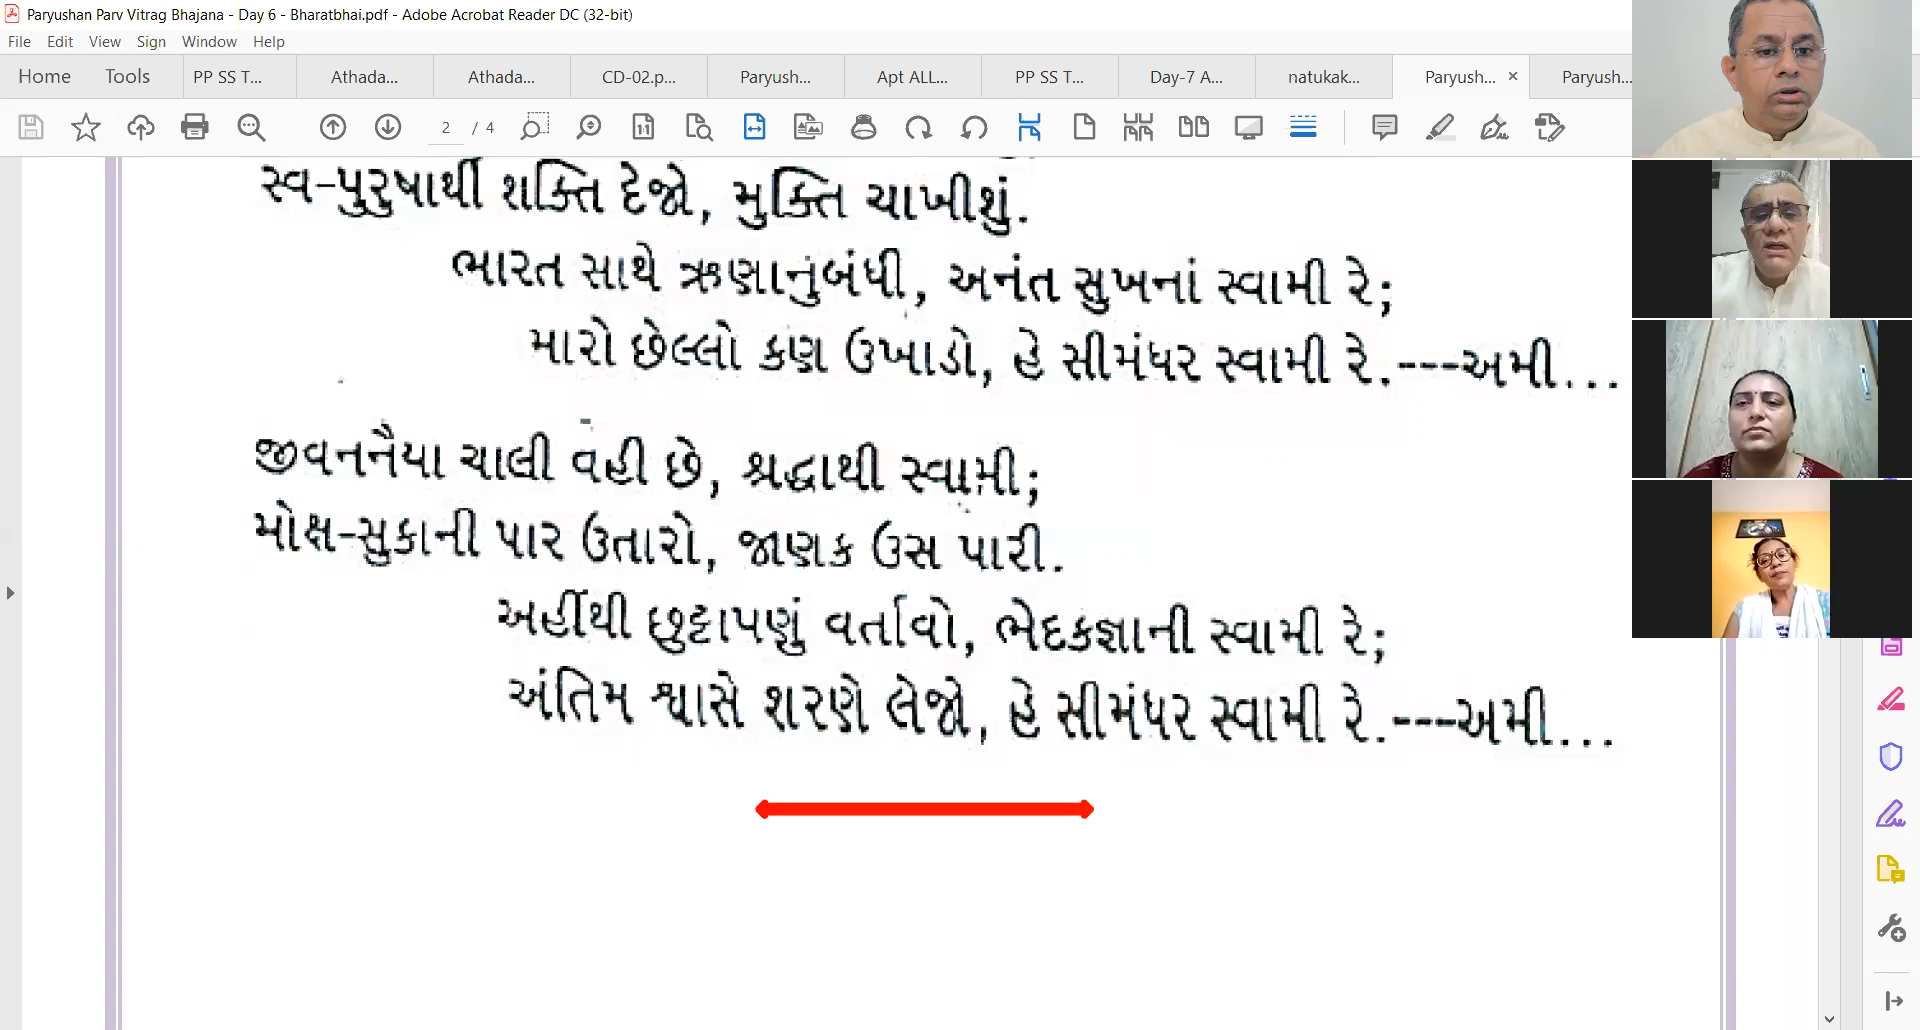 Paryushan Parv Vitrag Bhajana - Day 6 - Bharatbhai.pdf - Adobe Acrobat Reader DC (32-bit)
File Edit View Sign Window Help
Home Tools PP SS T... Athada... Athada... CD-02.p... Paryush... Apt ALL... PP SS T... Day-7 A... natukak... Paryush... × Paryush...
2 / 4
સ્વ-પુરુષાર્થી શક્તિ દેજો, મુક્તિ ચાખીશું.
ભારત સાથે ઋણાનુંબંધી, અનંત સુખનાં સ્વામી રે;
મારો છેલ્લો કણ ઉખાડો, હે સીમંધર સ્વામી રે.---અમી...
જીવનનૈયા ચાલી વહી છે, શ્રદ્ધાથી સ્વામી;
મોક્ષ-સુકાની પાર ઉતારો, જાણક ઉસ પારી.
અહીંથી છુટ્ટાપણું વર્તાવો, ભેદકજ્ઞાની સ્વામી રે;
અંતિમ શ્વાસે શરણે લેજો, હે સીમંધર સ્વામી રે.---અમી...